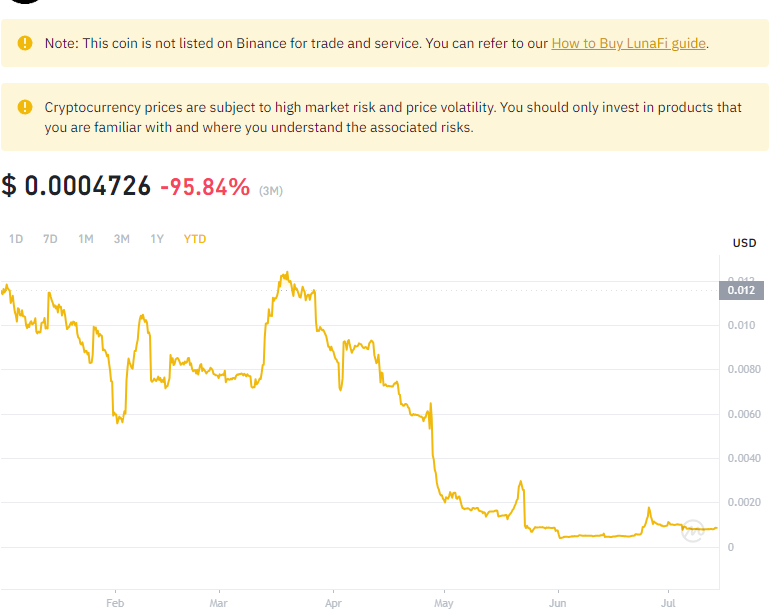 Note: This coin is not listed on Binance for trade and service. You can refer to our How to Buy LunaFi guide.
Cryptocurrency prices are subject to high market risk and price volatility. You should only invest in products that
you are familiar with and where you understand the associated risks.
$ 0.0004726 -95.84% (3M)
1D 7D 1M 3M 1Y YTD
USD
0.012
0.012
0.010
0.0080
0.0060
0.0040
0.0020
0
Feb Mar Apr May Jun Jul